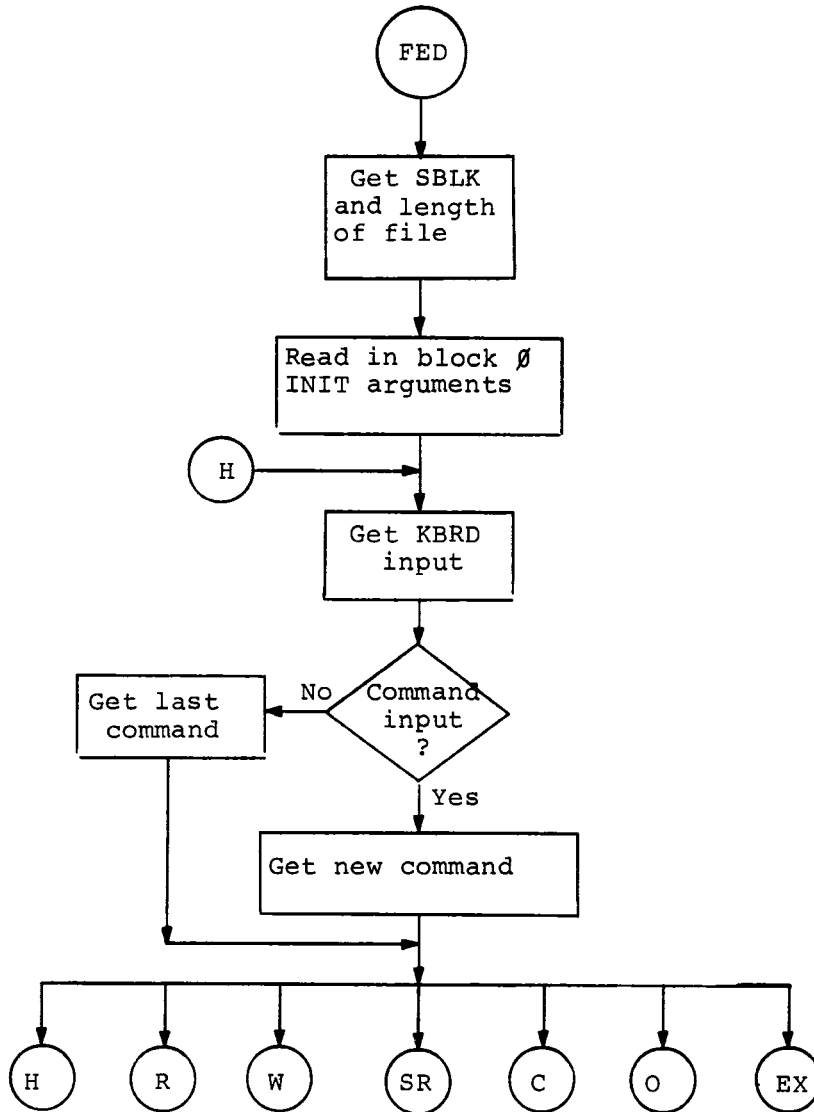 FED
Get SBLK
and length
of file
Read in block Ø
INIT arguments
H
Get KBRD
input
No
Command
input
?
Get last
command
Yes
Get new command
H
R
W
SR
C
O
EX